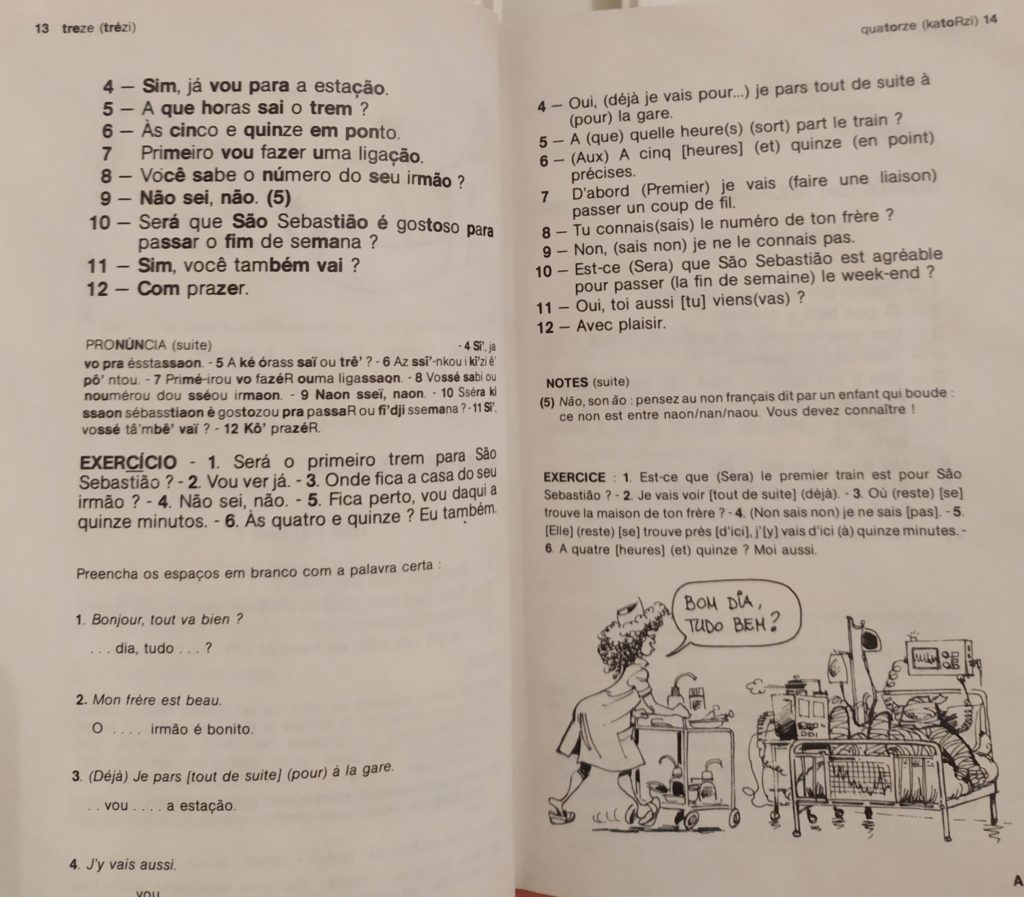 13 treze (trézi)
4 – Sim, já vou para a estação.
5 – A que horas sai o trem ?
6 – Às cinco e quinze em ponto.
7 Primeiro vou fazer uma ligação.
8 – Você sabe o número do seu irmão ?
9 – Não sei, não. (5)
10 – Será que São Sebastião é gostoso para
passar o fim de semana ?
11 – Sim, você também vai ?
12 – Com prazer.
PRONÚNCIA (suite) - 4 Sî', ja
vo pra ésstassaon. - 5 A ké órass saï ou trê' ? - 6 Az ssî'-nkou i kî'zi ê'
pô' ntou. - 7 Primé-irou vo fazéR ouma ligassaon. - 8 Vossé sabi ou
noumérou dou sséou irmaon. - 9 Naon sseï, naon. - 10 Sséra ki
ssaon sébasstiaon è gostozou pra passaR ou fî'dji ssemana ? - 11 Sî',
vossé tâ'mbê' vaï ? - 12 Kô' prazéR.
EXERCÍCIO - 1. Será o primeiro trem para São
Sebastião ? - 2. Vou ver já. - 3. Onde fica a casa do seu
irmão ? - 4. Não sei, não. - 5. Fica perto, vou daqui a
quinze minutos. - 6. Às quatro e quinze ? Eu também.
Preencha os espaços em branco com a palavra certa :
1. Bonjour, tout va bien ?
. . . dia, tudo . . . ?
2. Mon frère est beau.
O . . . . irmão é bonito.
3. (Déjà) Je pars [tout de suite] (pour) à la gare.
. . vou . . . . a estação.
4. J'y vais aussi.
vou
quatorze (katoRzi) 14
4 – Oui, (déjà je vais pour...) je pars tout de suite à
(pour) la gare.
5 – A (que) quelle heure(s) (sort) part le train ?
6 – (Aux) A cinq [heures] (et) quinze (en point)
précises.
7 D'abord (Premier) je vais (faire une liaison)
passer un coup de fil.
8 – Tu connais(sais) le numéro de ton frère ?
9 – Non, (sais non) je ne le connais pas.
10 – Est-ce (Sera) que São Sebastião est agréable
pour passer (la fin de semaine) le week-end ?
11 – Oui, toi aussi [tu] viens(vas) ?
12 – Avec plaisir.
NOTES (suite)
(5) Não, son ão : pensez au non français dit par un enfant qui boude :
ce non est entre naon/nan/naou. Vous devez connaître !
EXERCICE : 1. Est-ce que (Sera) le premier train est pour São
Sebastião ? - 2. Je vais voir [tout de suite] (déjà). - 3. Où (reste) [se]
trouve la maison de ton frère ? - 4. (Non sais non) je ne sais [pas]. - 5.
[Elle] (reste) [se] trouve près [d'ici], j'[y] vais d'ici (à) quinze minutes. -
6. A quatre [heures] (et) quinze ? Moi aussi.
BOM DIA,
TUDO BEM?
A